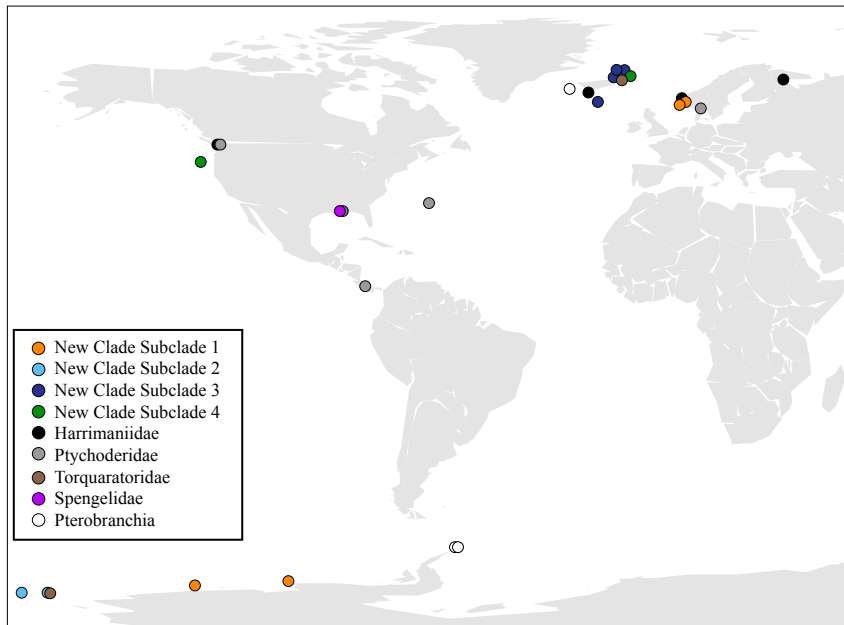 New Clade Subclade 1
New Clade Subclade 2
New Clade Subclade 3
New Clade Subclade 4
Harrimaniidae
Ptychoderidae
Torquaratoridae
Spengelidae
Pterobranchia